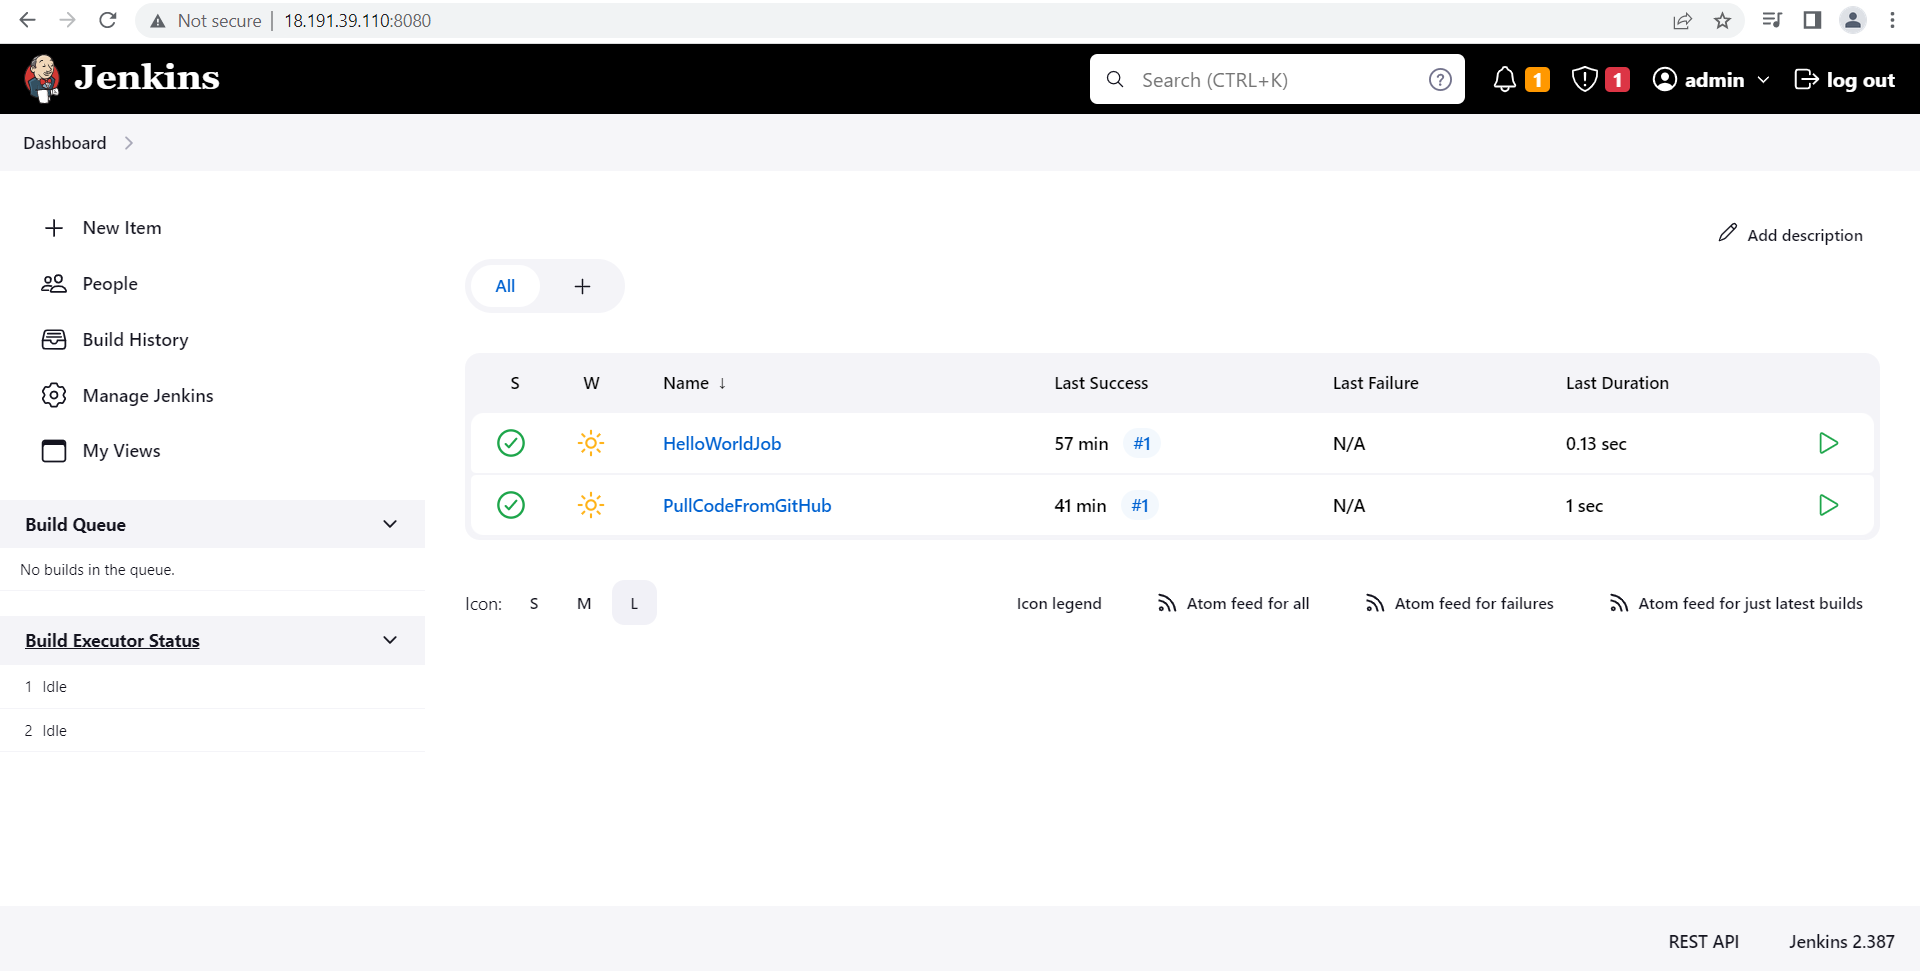 Not secure | 18.191.39.110:8080
Jenkins
Search (CTRL+K)
?
1
1
admin
log out
Dashboard
New Item
People
Build History
Manage Jenkins
My Views
Build Queue
No builds in the queue.
Build Executor Status
1 Idle
2 Idle
Add description
All +
S W Name ↓ Last Success Last Failure Last Duration
HelloWorldJob 57 min #1 N/A 0.13 sec
PullCodeFromGitHub 41 min #1 N/A 1 sec
Icon: S M L
Icon legend Atom feed for all Atom feed for failures Atom feed for just latest builds
REST API Jenkins 2.387